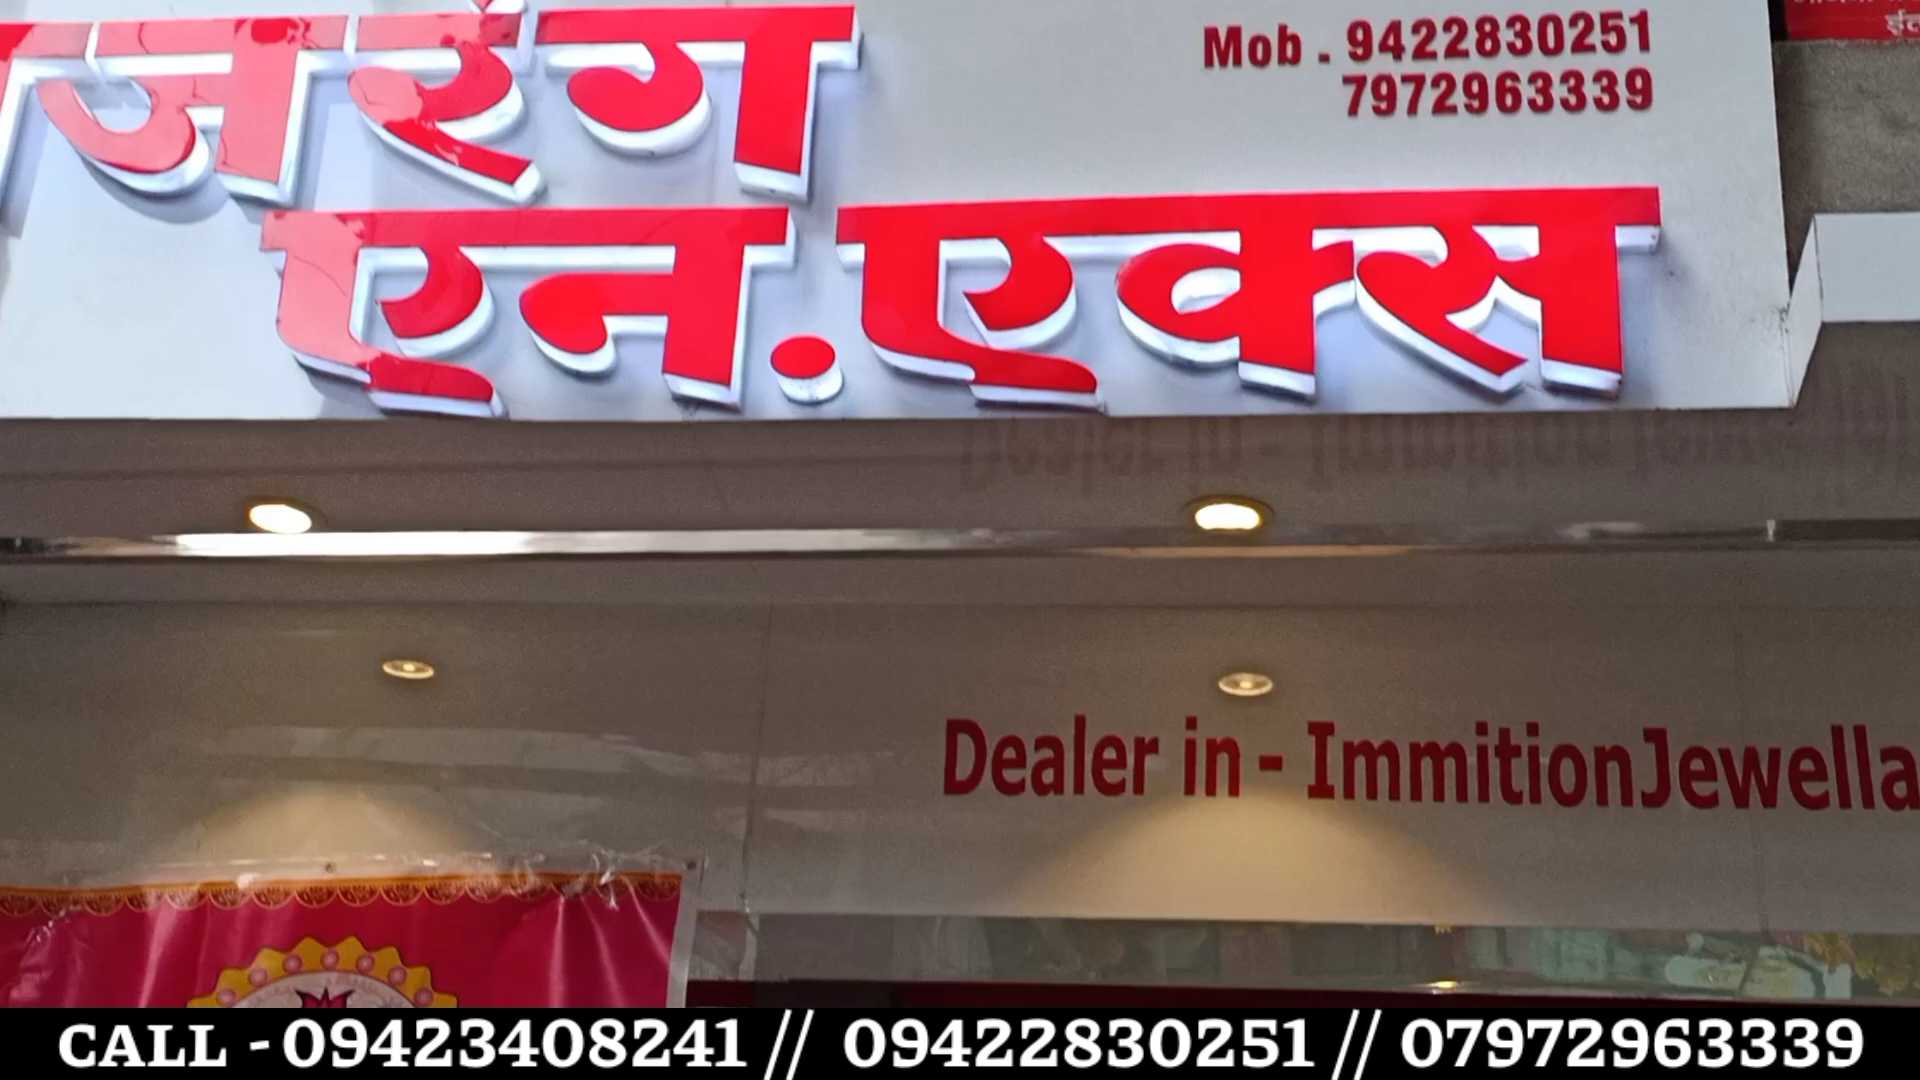 जरंग
Mob . 9422830251
7972963339
एन.एक्स
Dealer in - ImmitionJewella
CALL - 09423408241 // 09422830251 // 07972963339